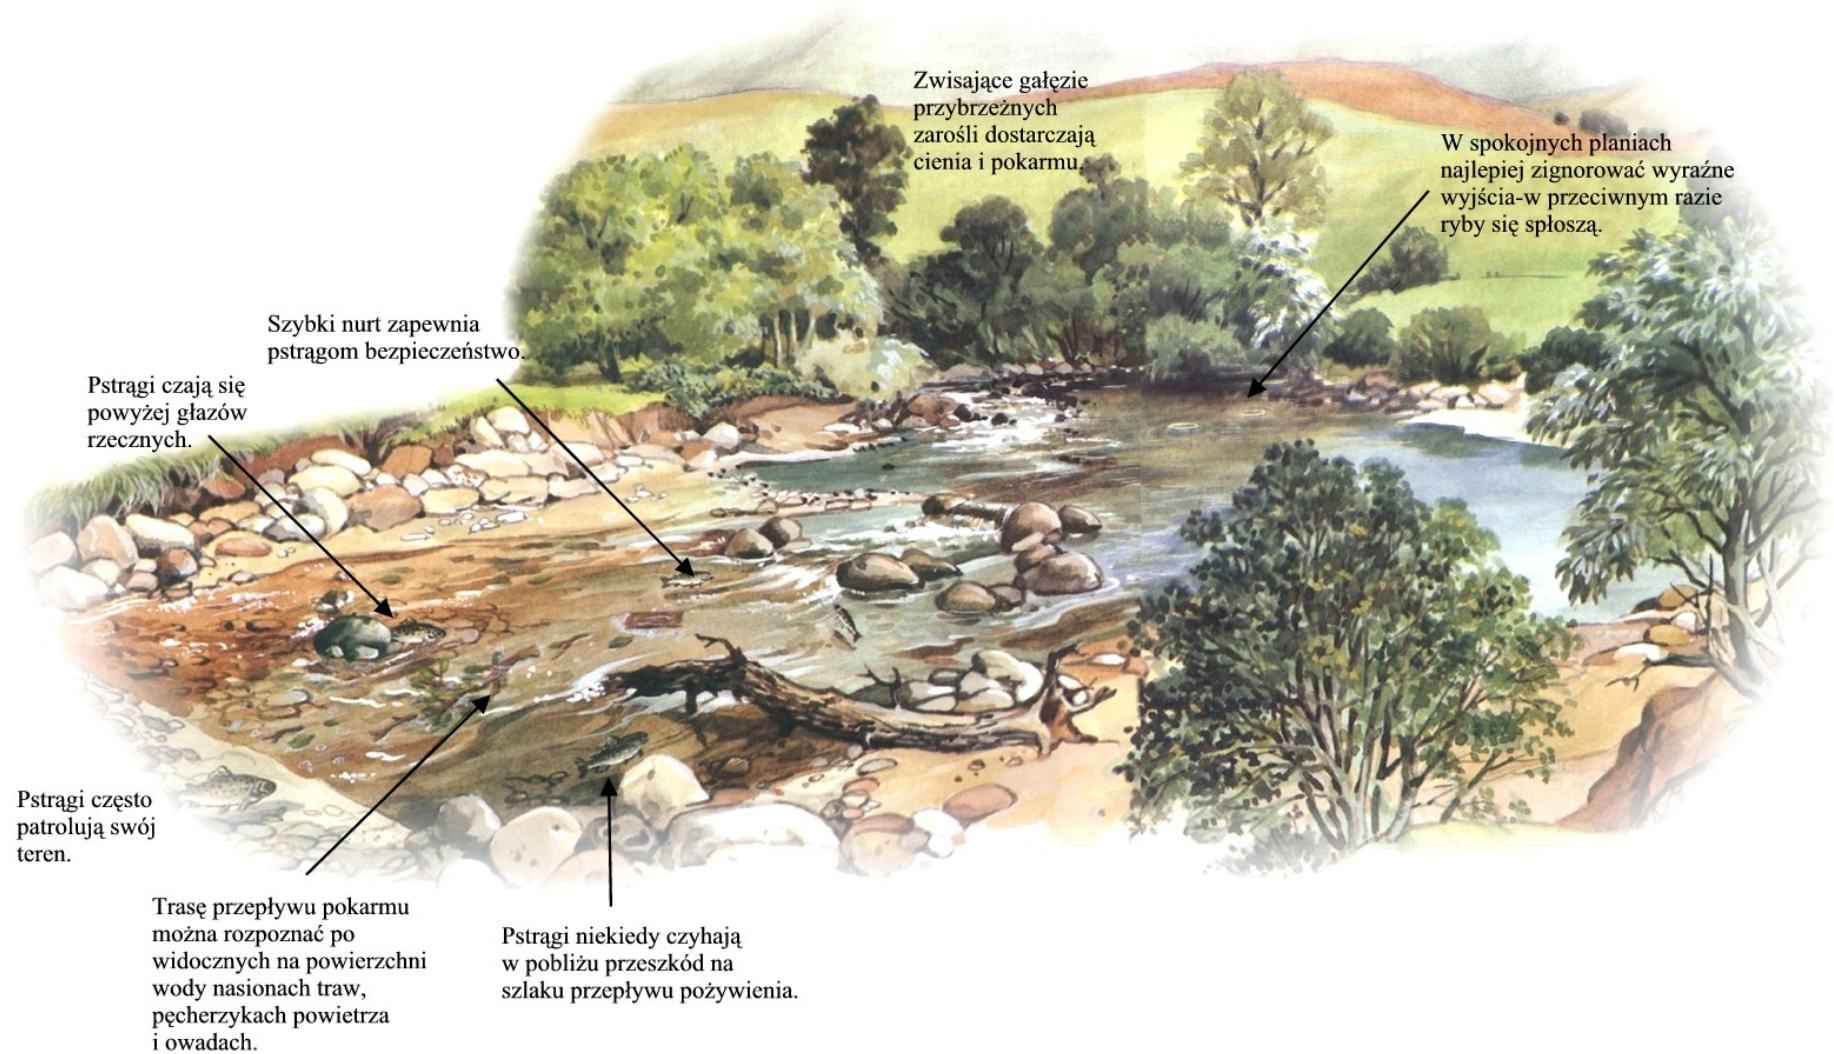 Zwisające gałęzie
przybrzeżnych
zarośli dostarczają
cienia i pokarmu.
W spokojnych planiach
najlepiej zignorować wyraźne
wyjścia-w przeciwnym razie
ryby się spłoszą.
Szybki nurt zapewnia
pstrągom bezpieczeństwo.
Pstrągi czają się
powyżej głazów
rzecznych.
Pstrągi często
patrolują swój
teren.
Trasę przepływu pokarmu
można rozpoznać po
widocznych na powierzchni
wody nasionach traw,
pęcherzykach powietrza
i owadach.
Pstrągi niekiedy czyhają
w pobliżu przeszkód na
szlaku przepływu pożywienia.